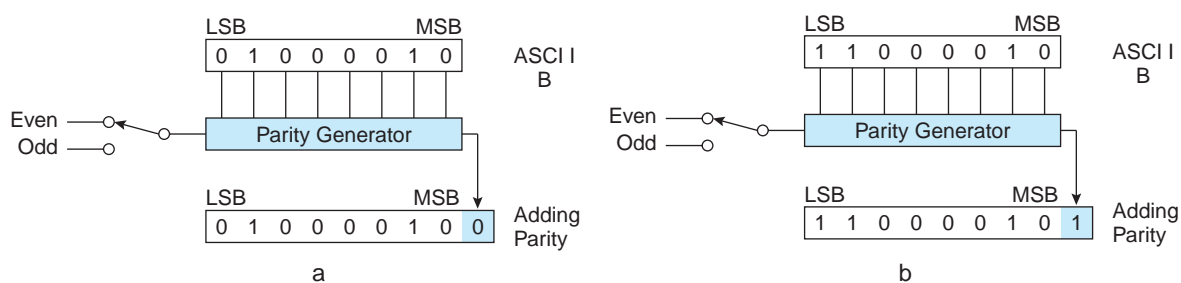 LSB MSB
0 1 0 0 0 0 1 0
ASCI I
B
Even
Odd
Parity Generator
LSB MSB
0 1 0 0 0 0 1 0 0
Adding
Parity
a
LSB MSB
1 1 0 0 0 0 1 0
ASCI I
B
Even
Odd
Parity Generator
LSB MSB
1 1 0 0 0 0 1 0 1
Adding
Parity
b